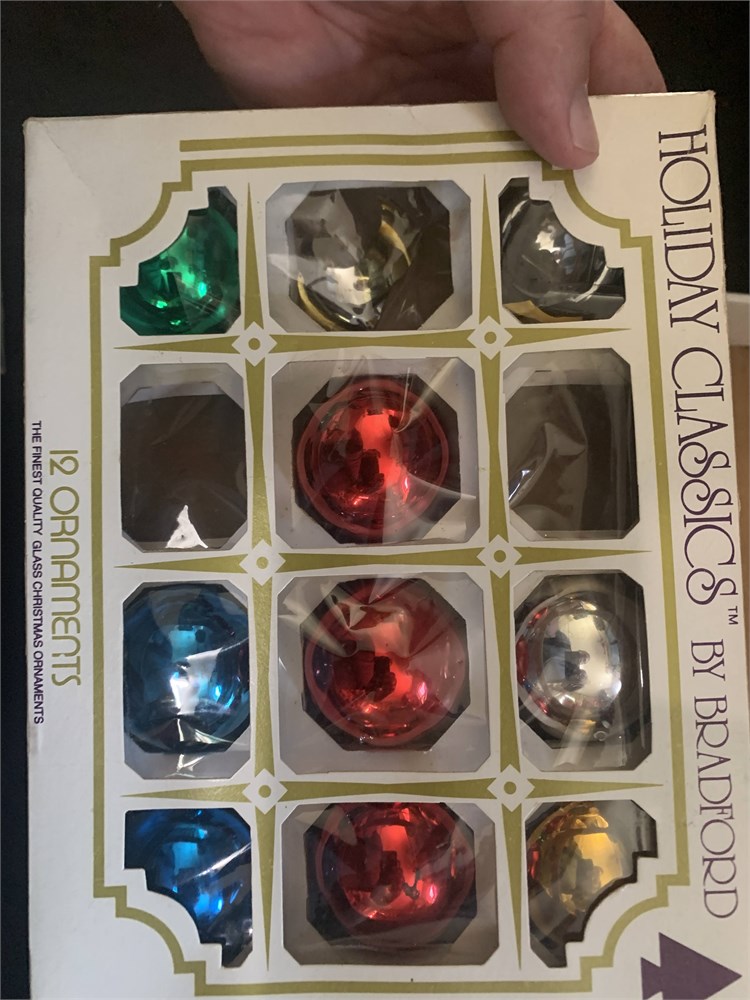 HOLIDAY CLASSICS™ BY BRADFORD
12 ORNAMENTS
THE FINEST QUALITY GLASS CHRISTMAS ORNAMENTS